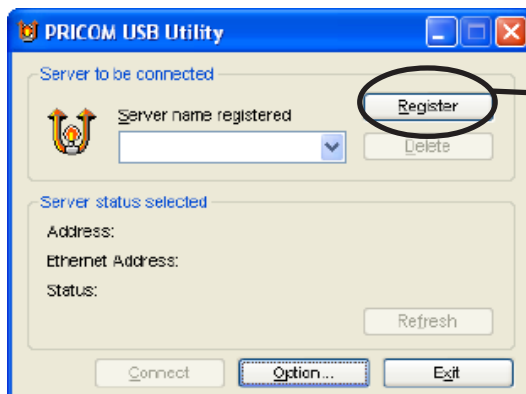 PRICOM USB Utility
Server to be connected
Server name registered
Register
Delete
Server status selected
Address:
Ethernet Address:
Status:
Refresh
Connect
Option...
Exit